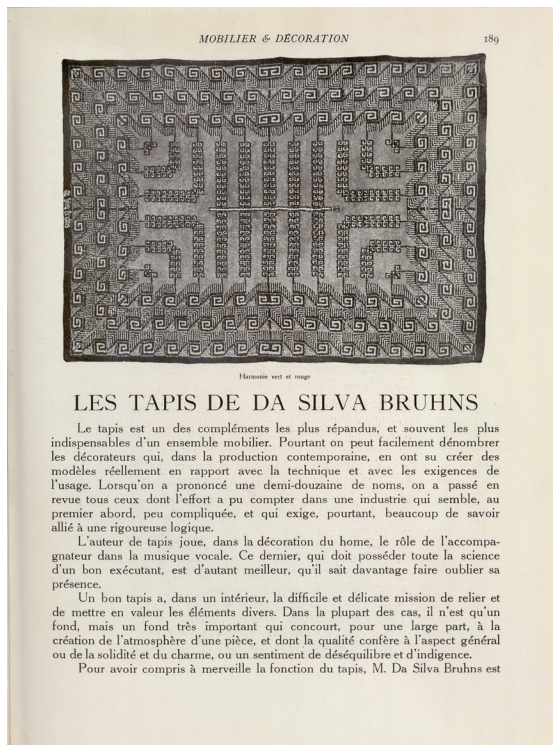 MOBILIER & DÉCORATION 189
Harmonie vert et rouge
LES TAPIS DE DA SILVA BRUHNS
Le tapis est un des compléments les plus répandus, et souvent les plus
indispensables d'un ensemble mobilier. Pourtant on peut facilement dénombrer
les décorateurs qui, dans la production contemporaine, en ont su créer des
modèles réellement en rapport avec la technique et avec les exigences de
l'usage. Lorsqu'on a prononcé une demi-douzaine de noms, on a passé en
revue tous ceux dont l'effort a pu compter dans une industrie qui semble, au
premier abord, peu compliquée, et qui exige, pourtant, beaucoup de savoir
allié à une rigoureuse logique.
L'auteur de tapis joue, dans la décoration du home, le rôle de l'accompa-
gnateur dans la musique vocale. Ce dernier, qui doit posséder toute la science
d'un bon exécutant, est d'autant meilleur, qu'il sait davantage faire oublier sa
présence.
Un bon tapis a, dans un intérieur, la difficile et délicate mission de relier et
de mettre en valeur les éléments divers. Dans la plupart des cas, il n'est qu'un
fond, mais un fond très important qui concourt, pour une large part, à la
création de l'atmosphère d'une pièce, et dont la qualité confère à l'aspect général
ou de la solidité et du charme, ou un sentiment de déséquilibre et d'indigence.
Pour avoir compris à merveille la fonction du tapis, M. Da Silva Bruhns est